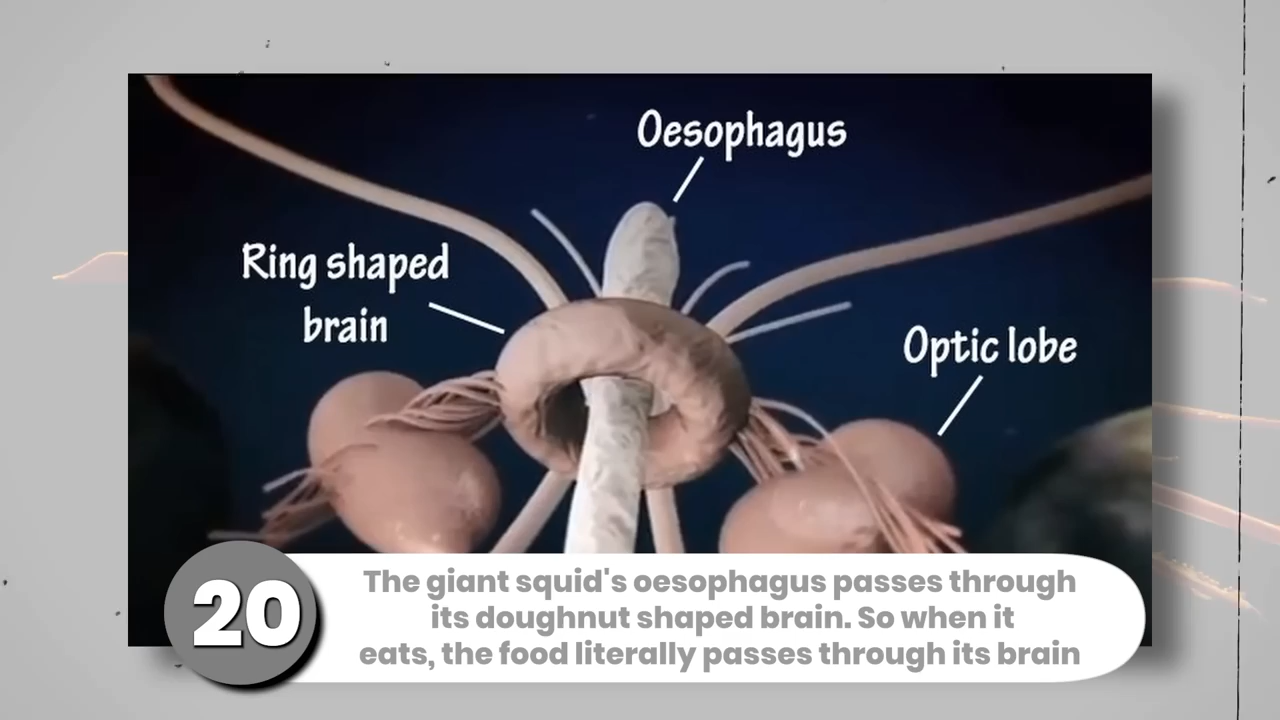 Oesophagus
Ring shaped
brain
Optic lobe
20
The giant squid's oesophagus passes through
its doughnut shaped brain. So when it
eats, the food literally passes through its brain